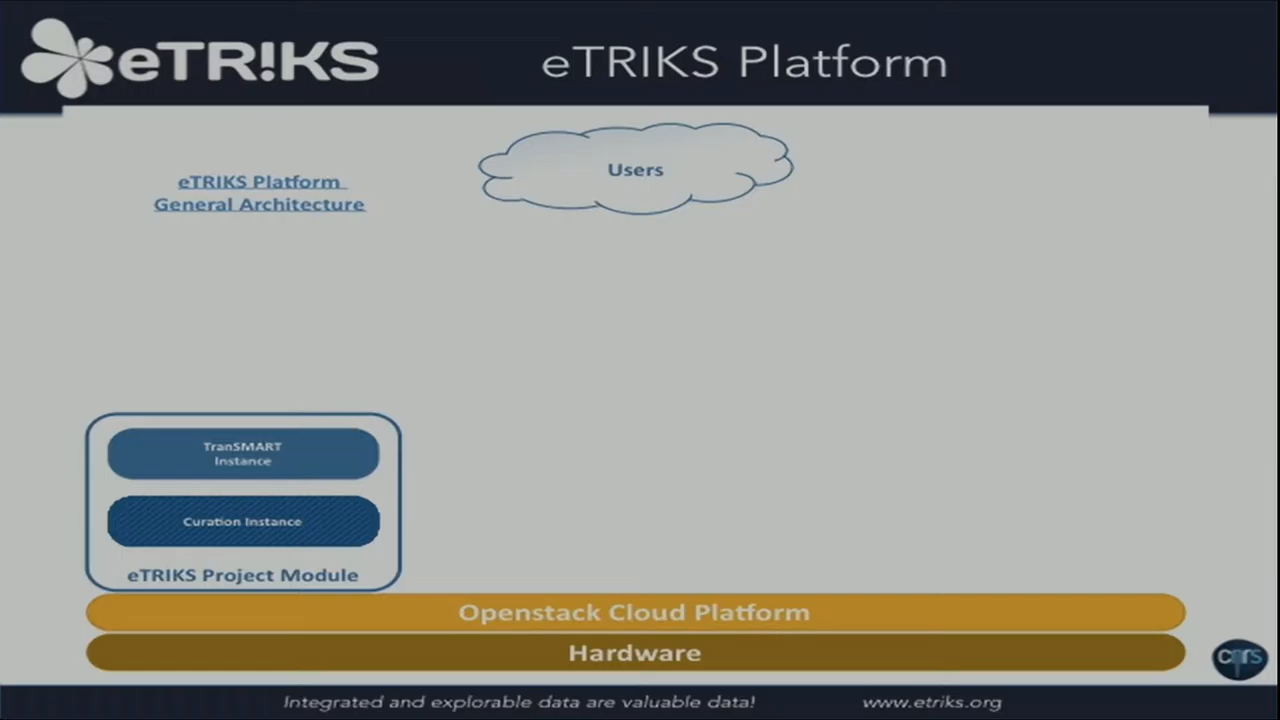 eTR!KS
eTRIKS Platform
Users
eTRIKS Platform
General Architecture
TranSMART
Instance
Curation Instance
eTRIKS Project Module
Openstack Cloud Platform
Hardware
cnrs
Integrated and explorable data are valuable data!
www.etriks.org